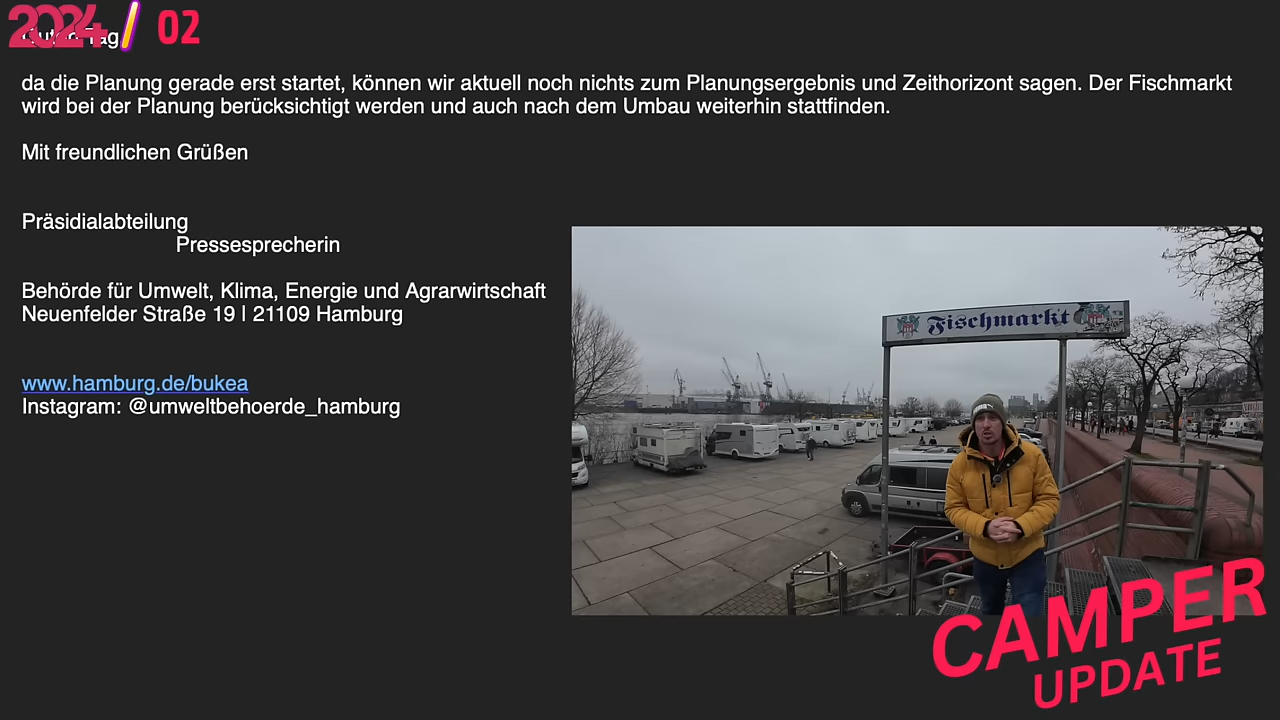 2024 / 02
Guten Tag
da die Planung gerade erst startet, können wir aktuell noch nichts zum Planungsergebnis und Zeithorizont sagen. Der Fischmarkt
wird bei der Planung berücksichtigt werden und auch nach dem Umbau weiterhin stattfinden.
Mit freundlichen Grüßen
Präsidialabteilung
Pressesprecherin
Behörde für Umwelt, Klima, Energie und Agrarwirtschaft
Neuenfelder Straße 19 l 21109 Hamburg
www.hamburg.de/bukea
Instagram: @umweltbehoerde_hamburg
Fischmarkt
CAMPER
UPDATE